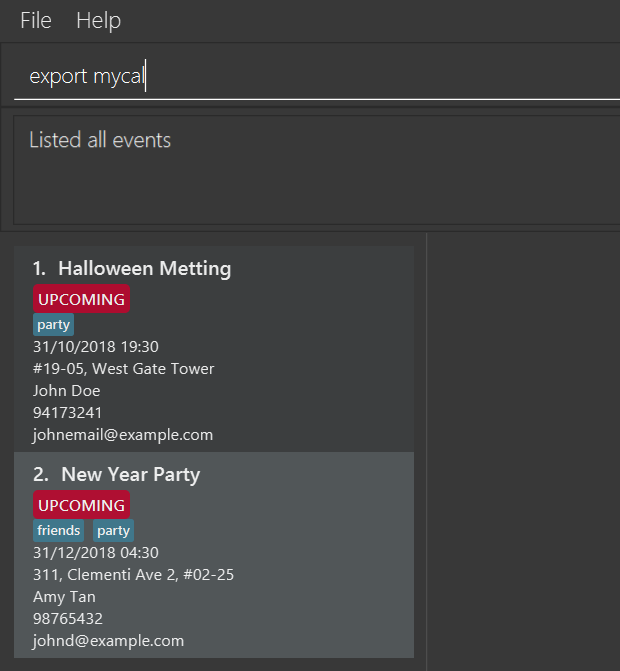 File Help
export mycal
Listed all events
1. Halloween Metting
UPCOMING
party
31/10/2018 19:30
#19-05, West Gate Tower
John Doe
94173241
johnemail@example.com
2. New Year Party
UPCOMING
friends party
31/12/2018 04:30
311, Clementi Ave 2, #02-25
Amy Tan
98765432
johnd@example.com